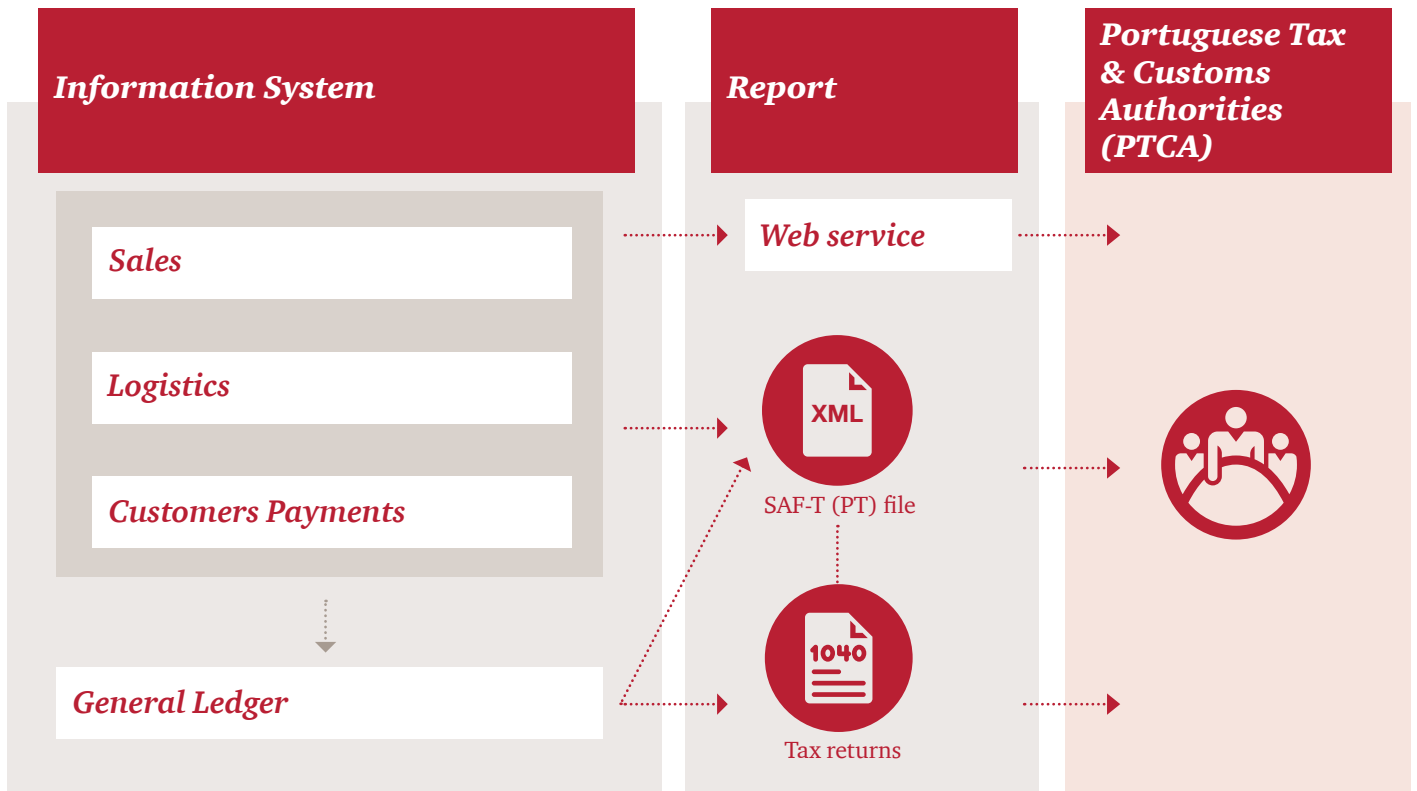 Information System
Report
Portuguese Tax
& Customs
Authorities
(PTCA)
Sales
Logistics
Customers Payments
General Ledger
Web service
XML
SAF-T (PT) file
1040
Tax returns